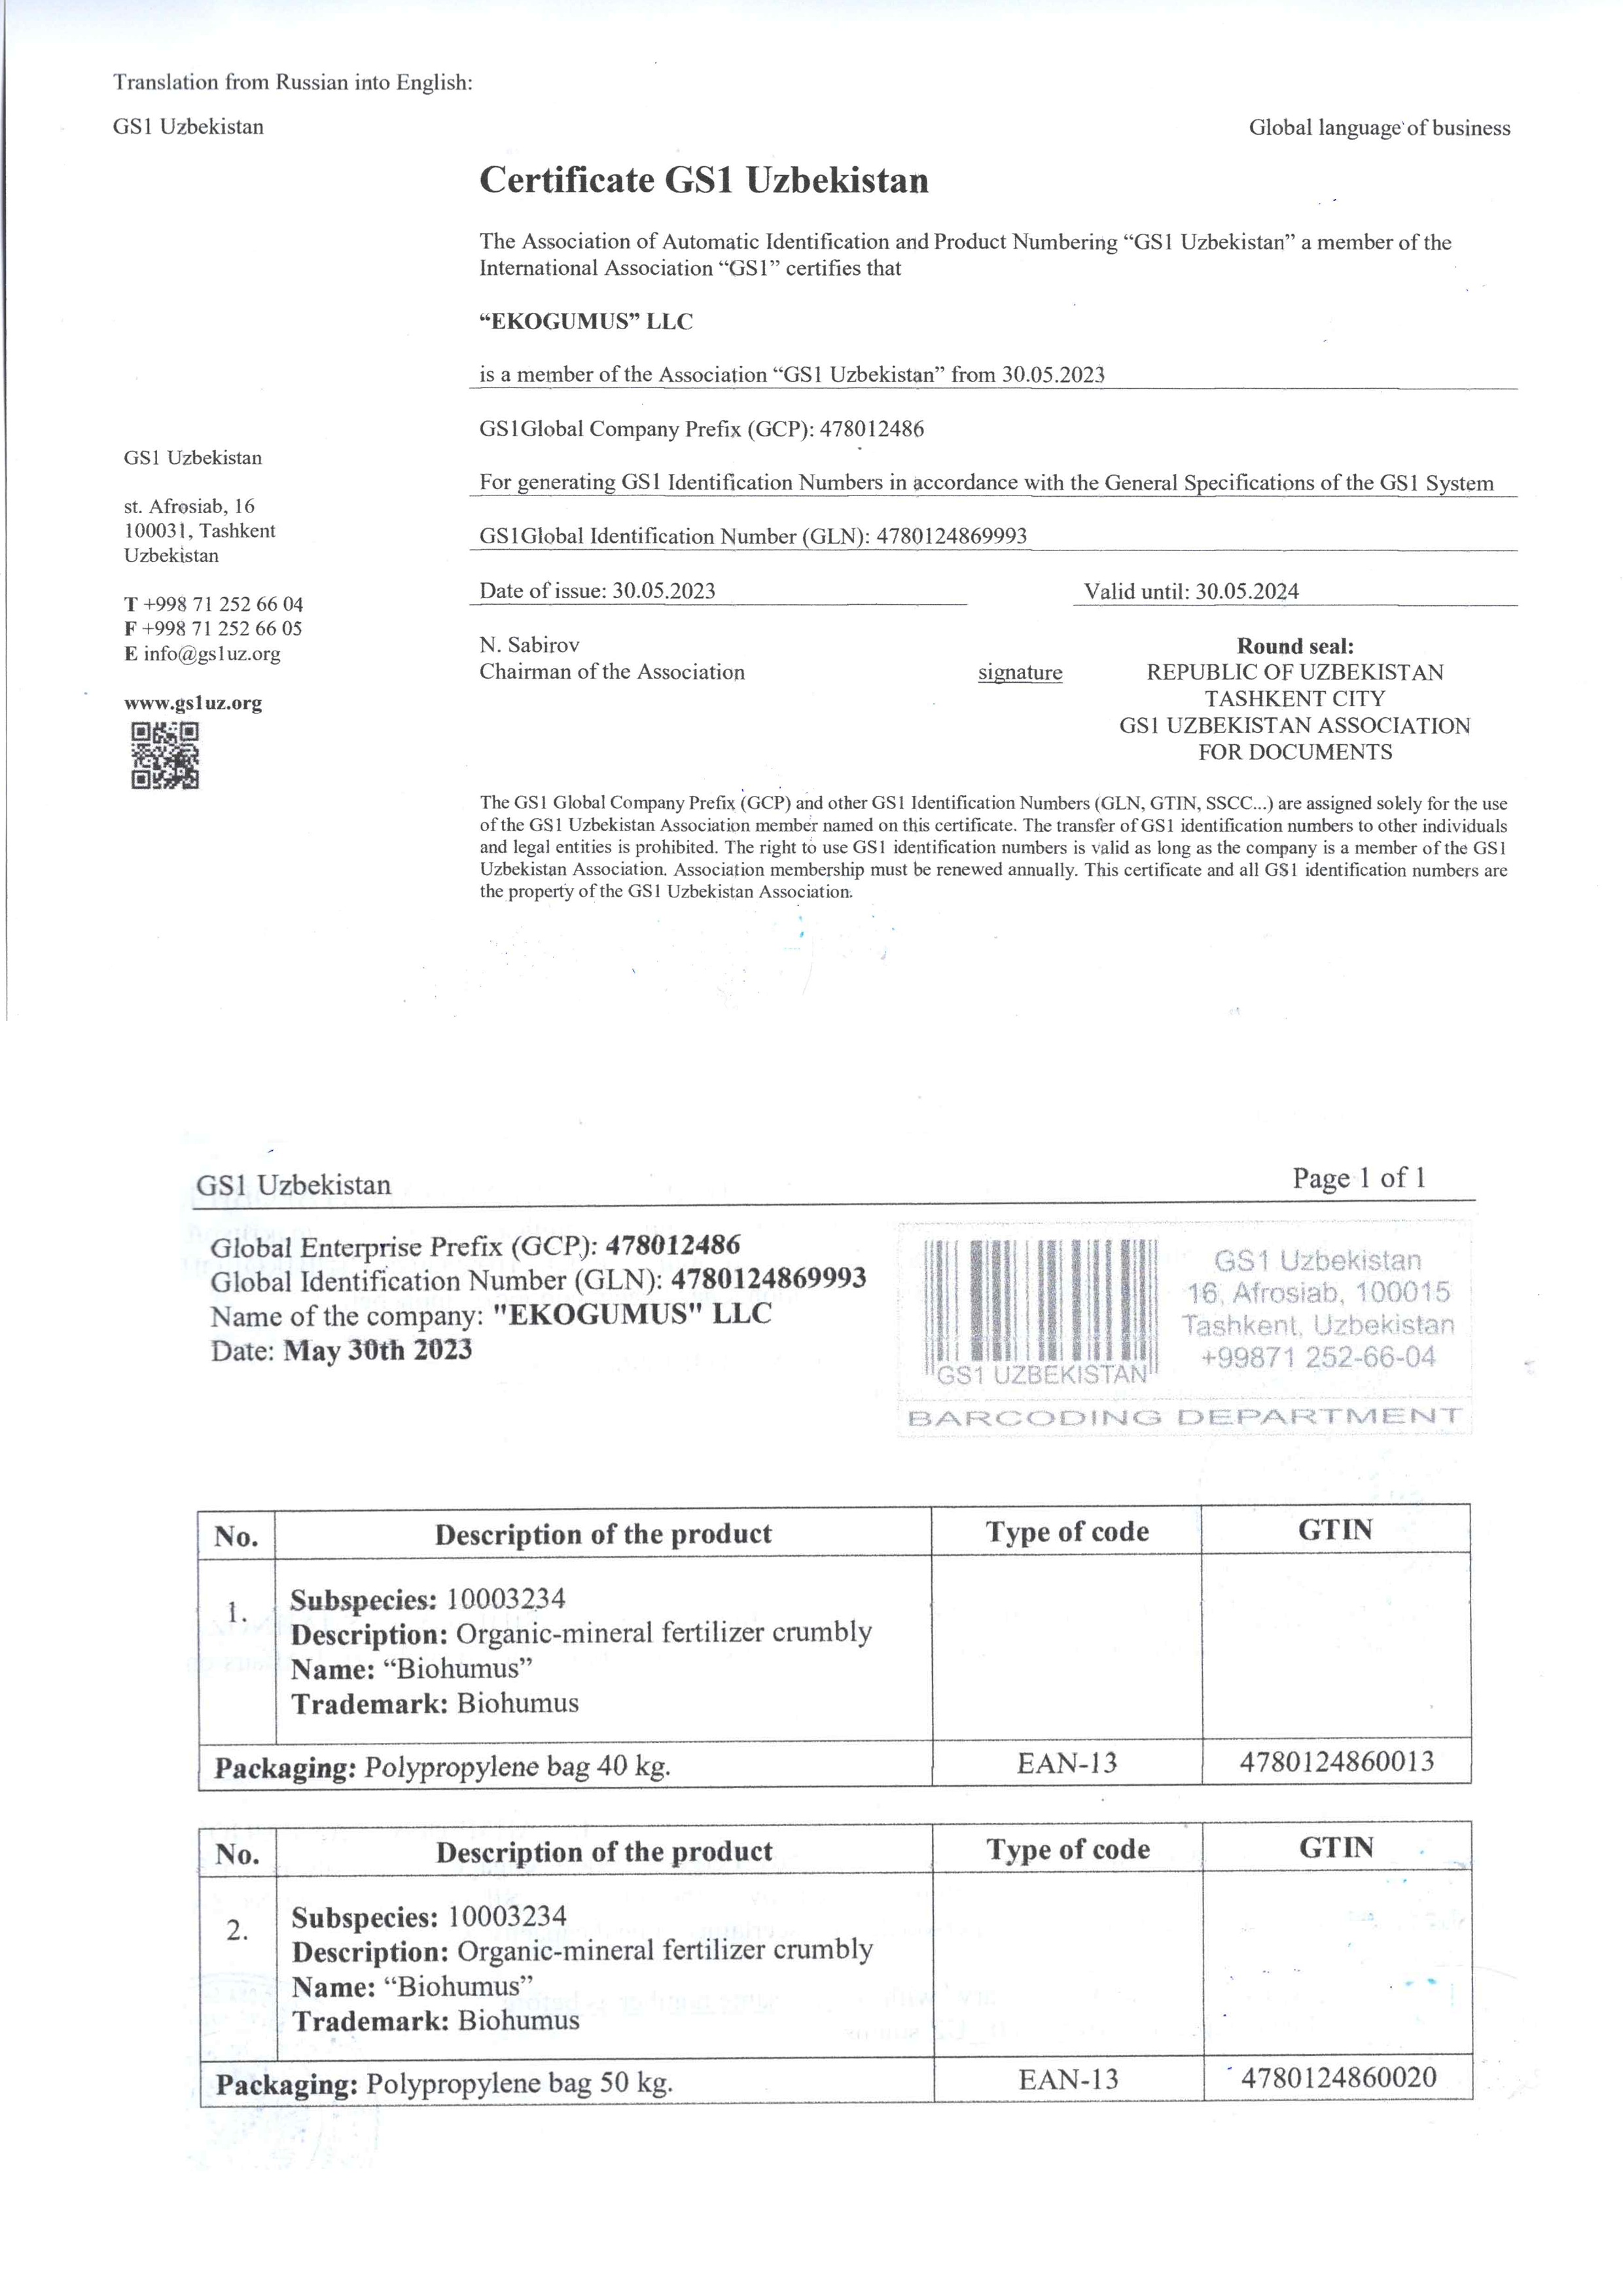 Translation from Russian into English:
GS1 Uzbekistan
Global language of business
Certificate GS1 Uzbekistan
The Association of Automatic Identification and Product Numbering “GS1 Uzbekistan” a member of the
International Association “GS1” certifies that
“EKOGUMUS” LLC
is a member of the Association “GS1 Uzbekistan” from 30.05.2023
GS1Global Company Prefix (GCP): 478012486
For generating GS1 Identification Numbers in accordance with the General Specifications of the GS1 System
GS1Global Identification Number (GLN): 4780124869993
Date of issue: 30.05.2023
Valid until: 30.05.2024
GS1 Uzbekistan
st. Afrosiab, 16
100031, Tashkent
Uzbekistan
T +998 71 252 66 04
F +998 71 252 66 05
E info@gs1uz.org
www.gs1uz.org
N. Sabirov
Chairman of the Association
signature
Round seal:
REPUBLIC OF UZBEKISTAN
TASHKENT CITY
GS1 UZBEKISTAN ASSOCIATION
FOR DOCUMENTS
The GS1 Global Company Prefix (GCP) and other GS1 Identification Numbers (GLN, GTIN, SSCC...) are assigned solely for the use
of the GS1 Uzbekistan Association member named on this certificate. The transfer of GS1 identification numbers to other individuals
and legal entities is prohibited. The right to use GS1 identification numbers is valid as long as the company is a member of the GS1
Uzbekistan Association. Association membership must be renewed annually. This certificate and all GS1 identification numbers are
the property of the GS1 Uzbekistan Association.
GS1 Uzbekistan
Page 1 of 1
Global Enterprise Prefix (GCP): 478012486
Global Identification Number (GLN): 4780124869993
Name of the company: "EKOGUMUS" LLC
Date: May 30th 2023
"GS1 UZBEKISTAN"
GS1 Uzbekistan
16, Afrosiab, 100015
Tashkent, Uzbekistan
+99871 252-66-04
BARCODING DEPARTMENT
No. Description of the product Type of code GTIN
1.
Subspecies: 10003234
Description: Organic-mineral fertilizer crumbly
Name: “Biohumus”
Trademark: Biohumus
Packaging: Polypropylene bag 40 kg. EAN-13 4780124860013
No. Description of the product Type of code GTIN
2.
Subspecies: 10003234
Description: Organic-mineral fertilizer crumbly
Name: “Biohumus”
Trademark: Biohumus
Packaging: Polypropylene bag 50 kg. EAN-13 4780124860020